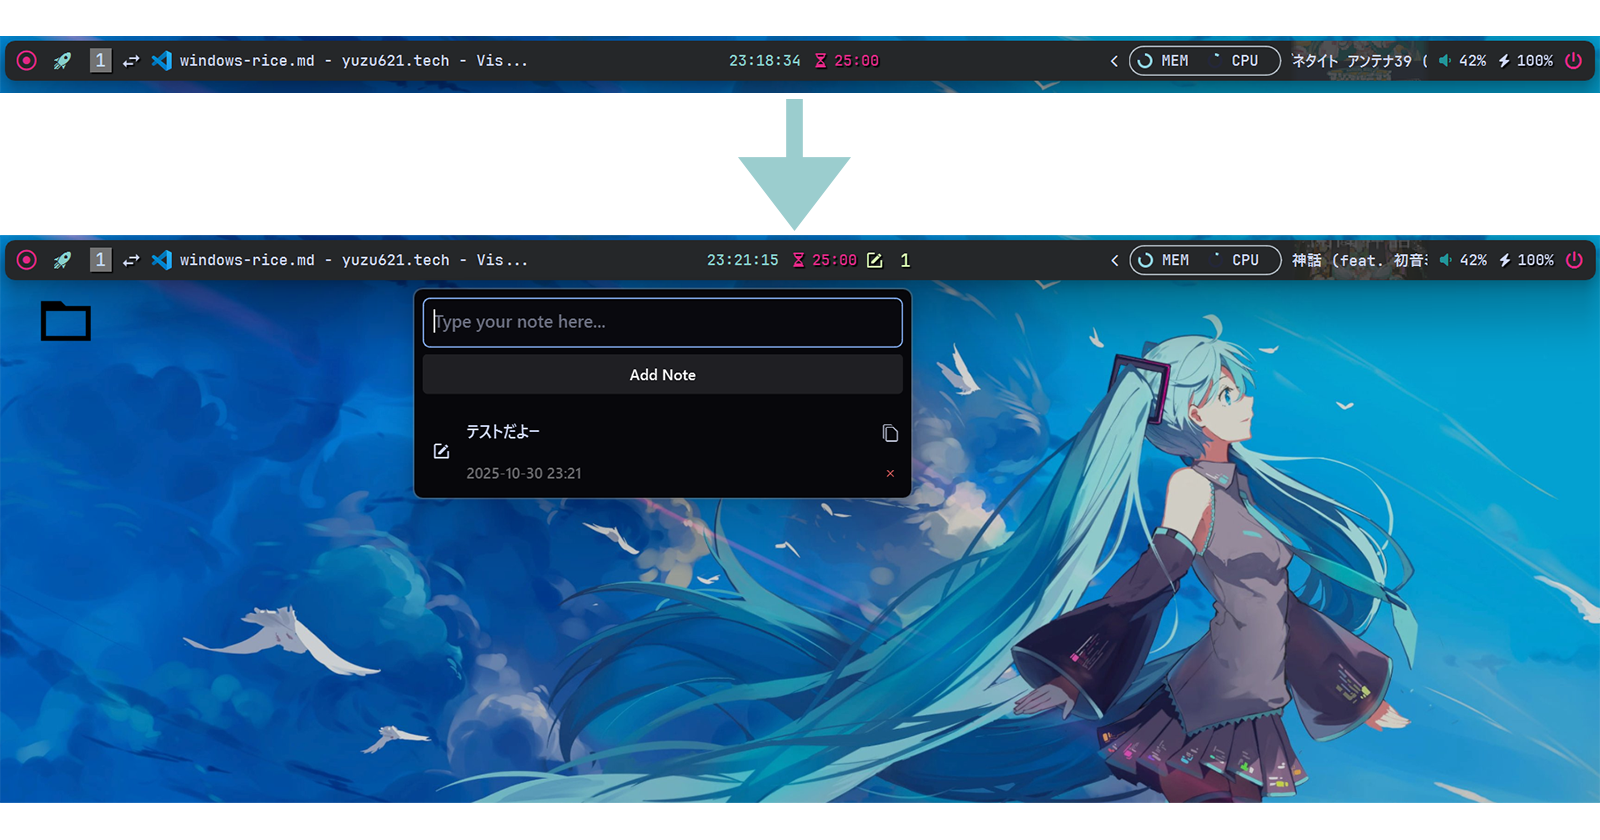 1 windows-rice.md - yuzu621.tech - Vis... 23:18:34 25:00 MEM CPU ネタイト アンテナ39 ( 42% 100%
1 windows-rice.md - yuzu621.tech - Vis... 23:21:15 25:00 1 MEM CPU 神話 (feat. 初音 42% 100%
Type your note here...
Add Note
テストだよー
2025-10-30 23:21